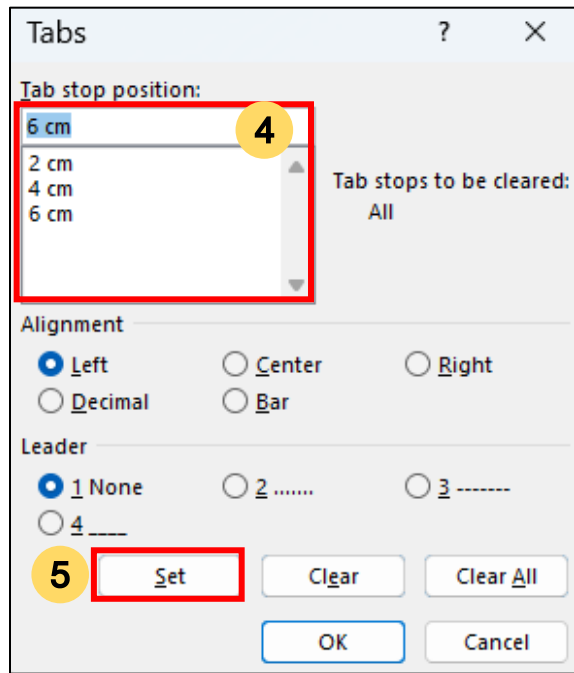 Tabs ? ×
Tab stop position:
6 cm 4
2 cm
4 cm
6 cm
Tab stops to be cleared:
All
Alignment
Left Center Right
Decimal Bar
Leader
1 None 2 ....... 3 -------
4 ____
5 Set Clear Clear All
OK Cancel